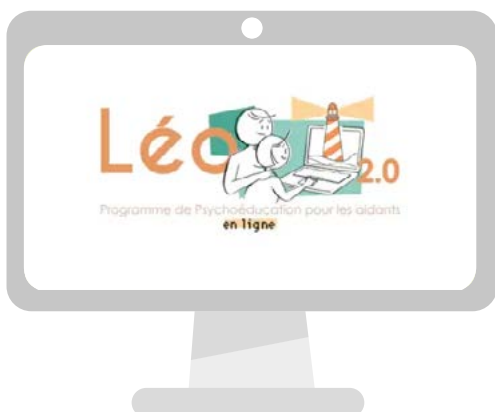 Léo 2.0
Programme de Psychoéducation pour les aidants
en ligne